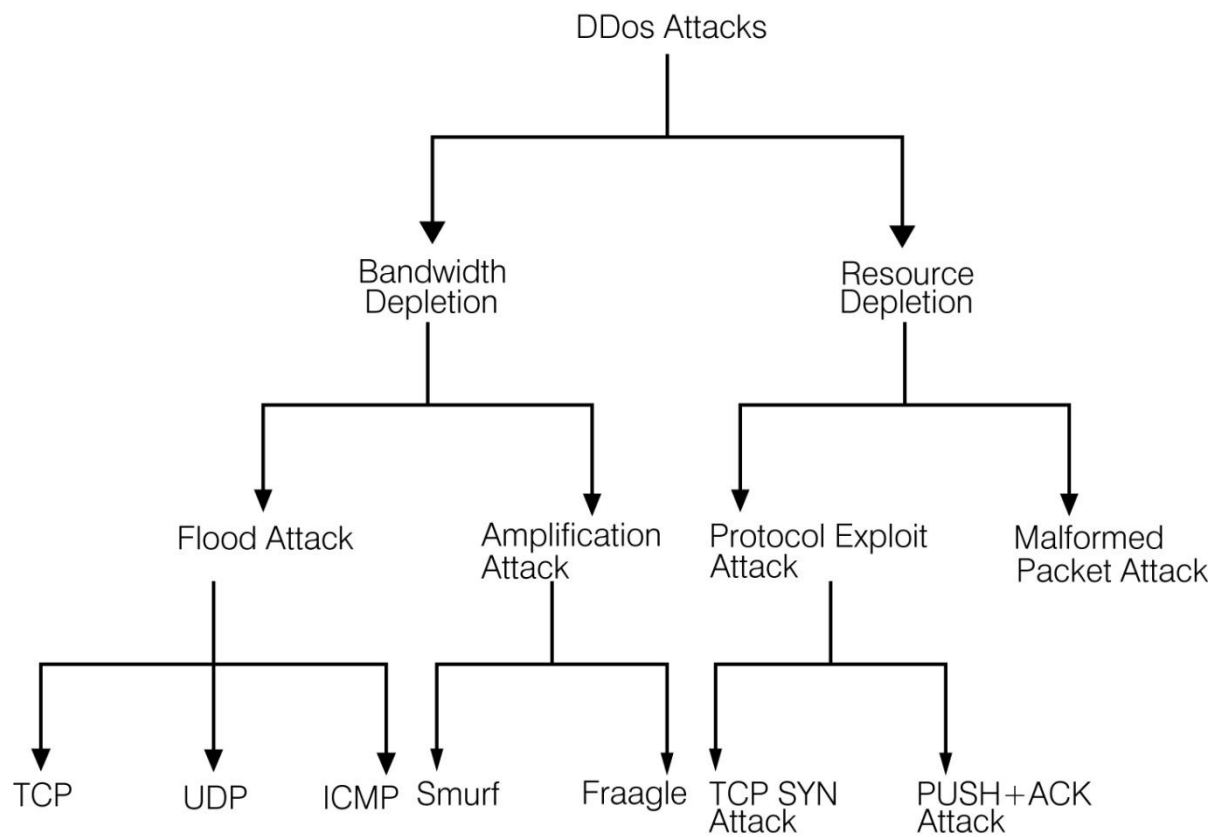 DDos Attacks
Bandwidth
Depletion
Resource
Depletion
Flood Attack
Amplification
Attack
Protocol Exploit
Attack
Malformed
Packet Attack
TCP
UDP
ICMP
Smurf
Fraagle
TCP SYN
Attack
PUSH+ACK
Attack